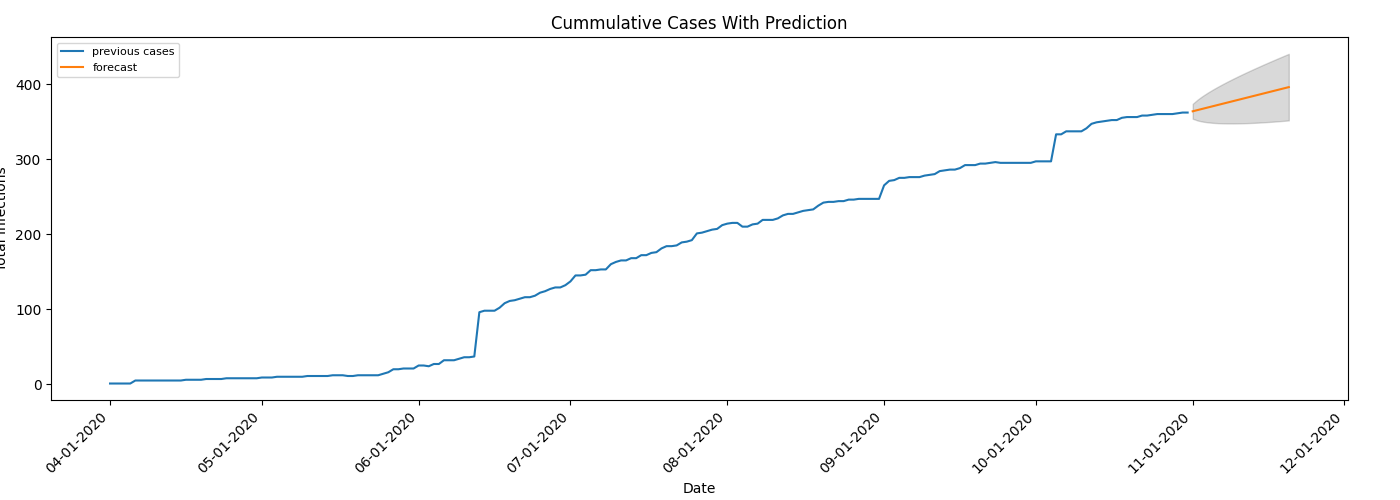 Cummulative Cases With Prediction
previous cases
forecast
400
300
200
100
0
Total Infections
04-01-2020
05-01-2020
06-01-2020
07-01-2020
08-01-2020
09-01-2020
10-01-2020
11-01-2020
12-01-2020
Date